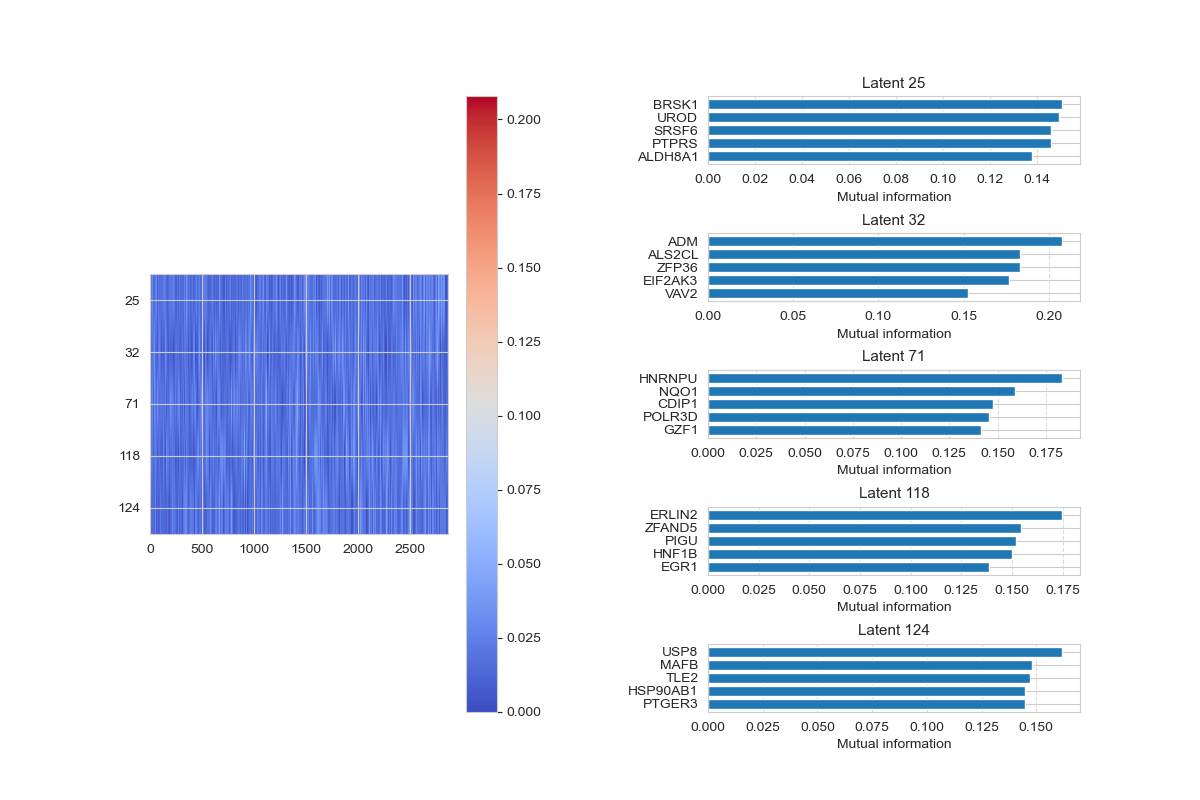 25
32
71
118
124
0 500 1000 1500 2000 2500
0.200
0.175
0.150
0.125
0.100
0.075
0.050
0.025
0.000
Latent 25
BRSK1
UROD
SRSF6
PTPRS
ALDH8A1
0.00 0.02 0.04 0.06 0.08 0.10 0.12 0.14
Mutual information
Latent 32
ADM
ALS2CL
ZFP36
EIF2AK3
VAV2
0.00 0.05 0.10 0.15 0.20
Mutual information
Latent 71
HNRNPU
NQO1
CDIP1
POLR3D
GZF1
0.000 0.025 0.050 0.075 0.100 0.125 0.150 0.175
Mutual information
Latent 118
ERLIN2
ZFAND5
PIGU
HNF1B
EGR1
0.000 0.025 0.050 0.075 0.100 0.125 0.150 0.175
Mutual information
Latent 124
USP8
MAFB
TLE2
HSP90AB1
PTGER3
0.000 0.025 0.050 0.075 0.100 0.125 0.150
Mutual information